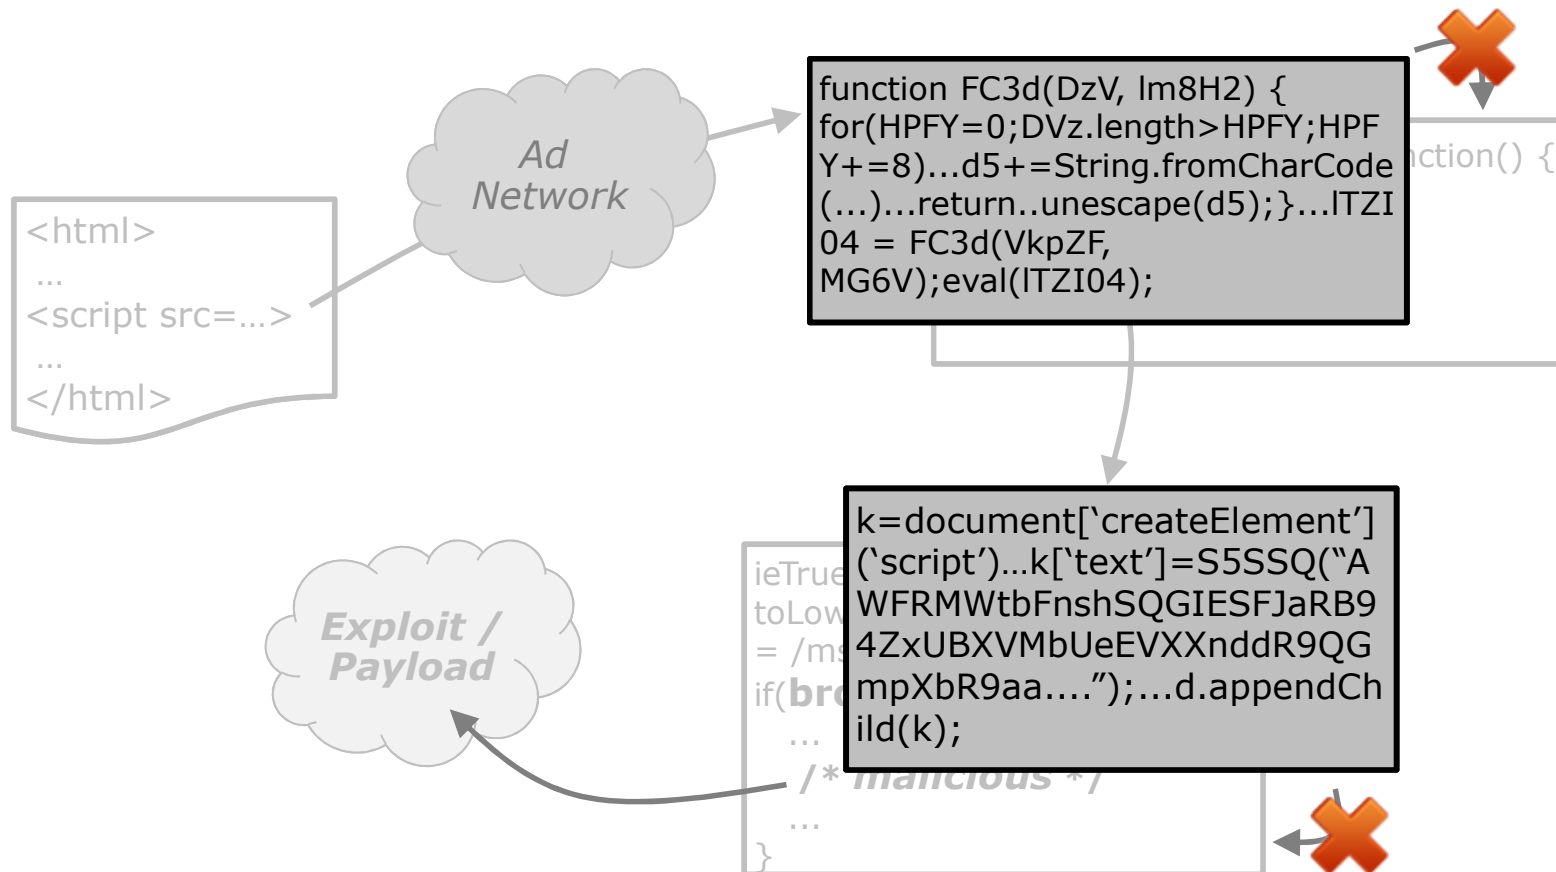 <html>
...
<script src=...>
...
</html>
Ad
Network
function FC3d(DzV, lm8H2) {
for(HPFY=0;DVz.length>HPFY;HPF
Y+=8)...d5+=String.fromCharCode
(...)...return..unescape(d5);}...lTZI
04 = FC3d(VkpZF,
MG6V);eval(lTZI04);
nction() {
k=document[‘createElement’]
(‘script’)...k[‘text’]=S5SSQ(“A
WFRMWtbFnshSQGIESFJaRB9
4ZxUBXVMbUeEVXXnddR9QG
mpXbR9aa....”);...d.appendCh
ild(k);
ieTrue
toLow
= /ms
if(bro
...
/* malicious */
...
}
Exploit /
Payload